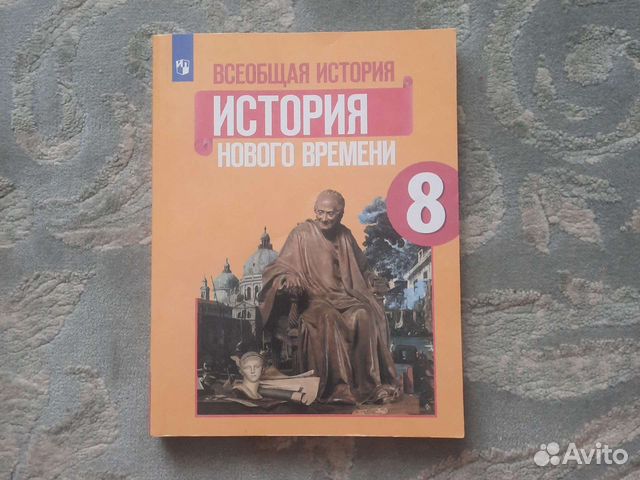 ВСЕОБЩАЯ ИСТОРИЯ
ИСТОРИЯ
НОВОГО ВРЕМЕНИ
8
Avito